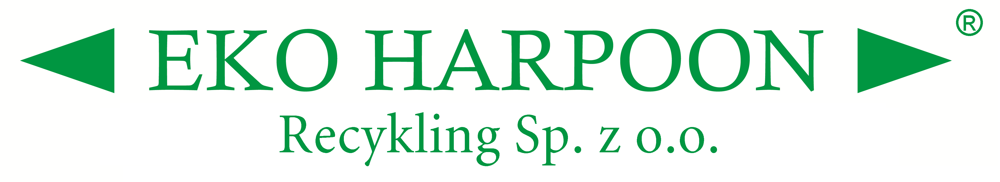 EKO HARPOON ®
Recykling Sp. z o.o.